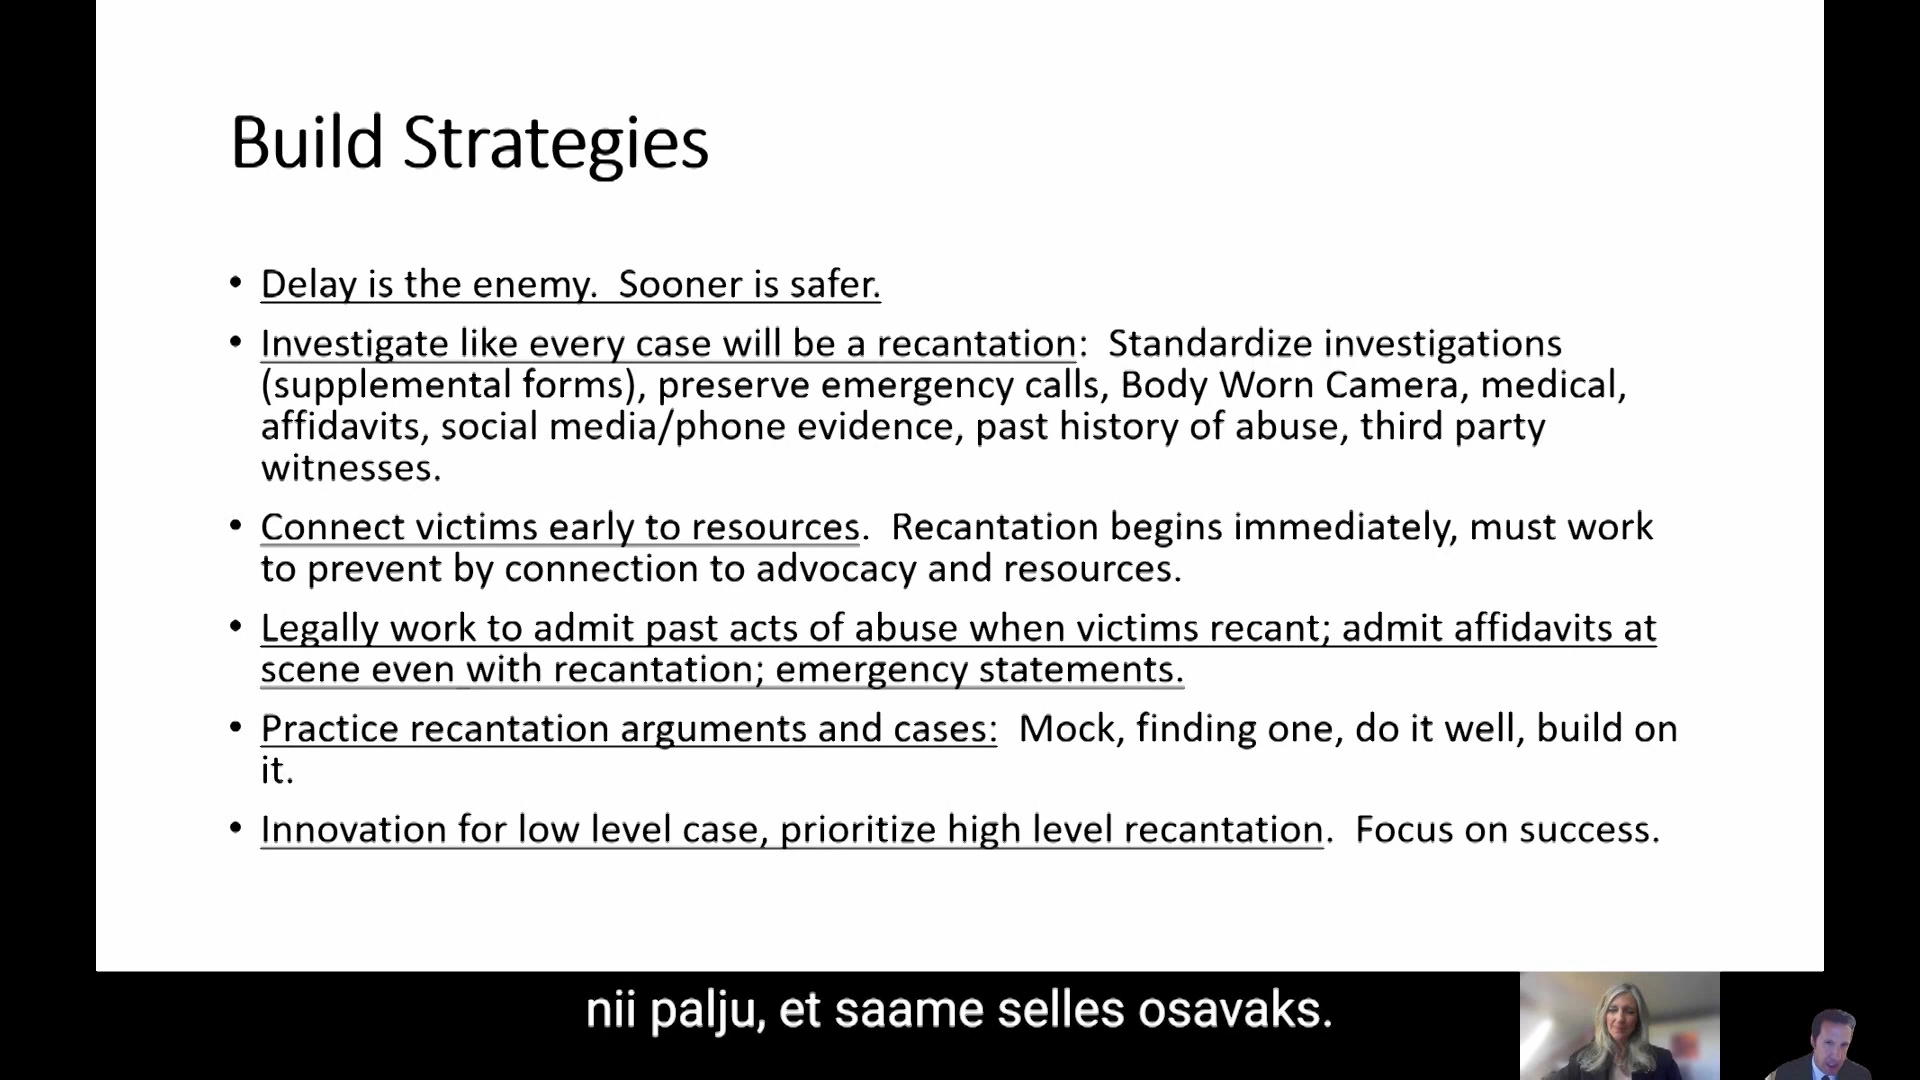 Build Strategies
• Delay is the enemy.  Sooner is safer.
• Investigate like every case will be a recantation:  Standardize investigations
(supplemental forms), preserve emergency calls, Body Worn Camera, medical,
affidavits, social media/phone evidence, past history of abuse, third party
witnesses.
• Connect victims early to resources.  Recantation begins immediately, must work
to prevent by connection to advocacy and resources.
• Legally work to admit past acts of abuse when victims recant; admit affidavits at
scene even with recantation; emergency statements.
• Practice recantation arguments and cases:  Mock, finding one, do it well, build on
it.
• Innovation for low level case, prioritize high level recantation.  Focus on success.
nii palju, et saame selles osavaks.